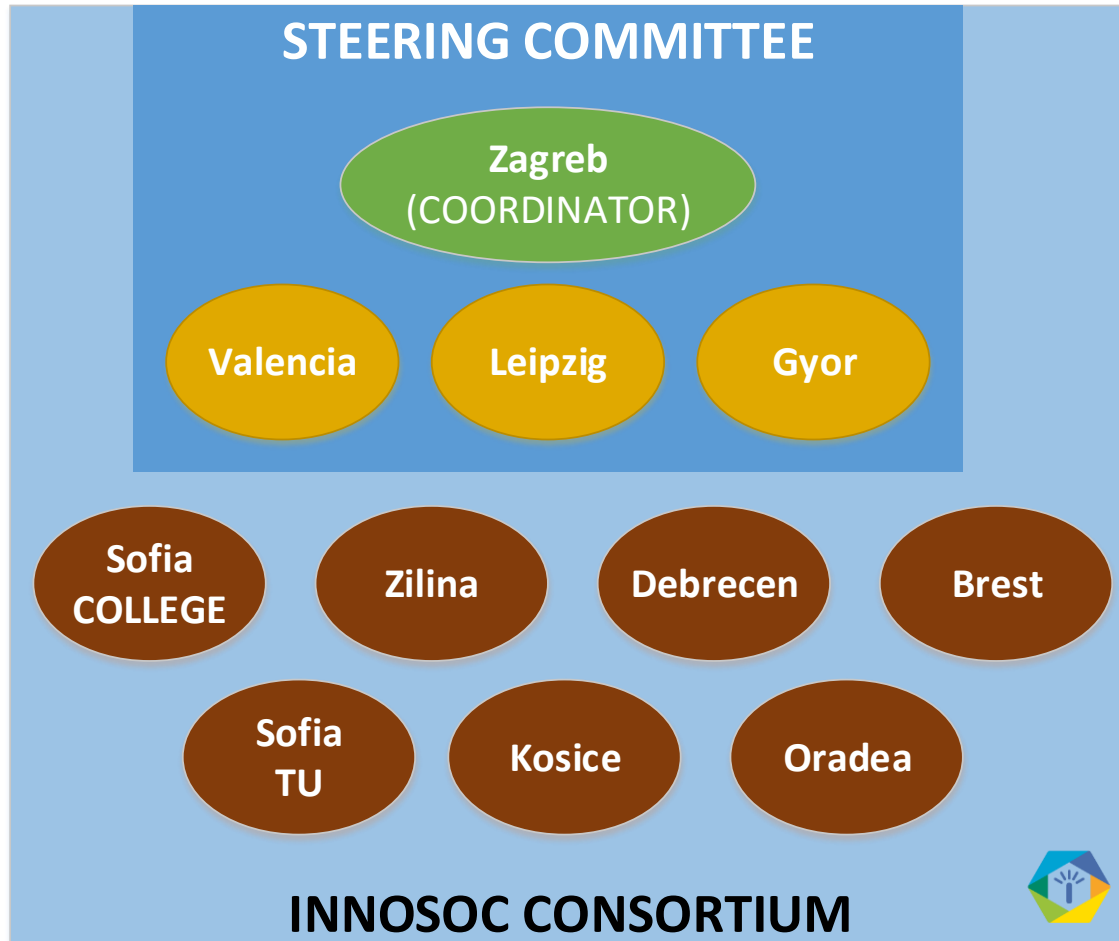 STEERING COMMITTEE
Zagreb
(COORDINATOR)
Valencia
Leipzig
Gyor
Sofia
COLLEGE
Zilina
Debrecen
Brest
Sofia
TU
Kosice
Oradea
INNOSOC CONSORTIUM